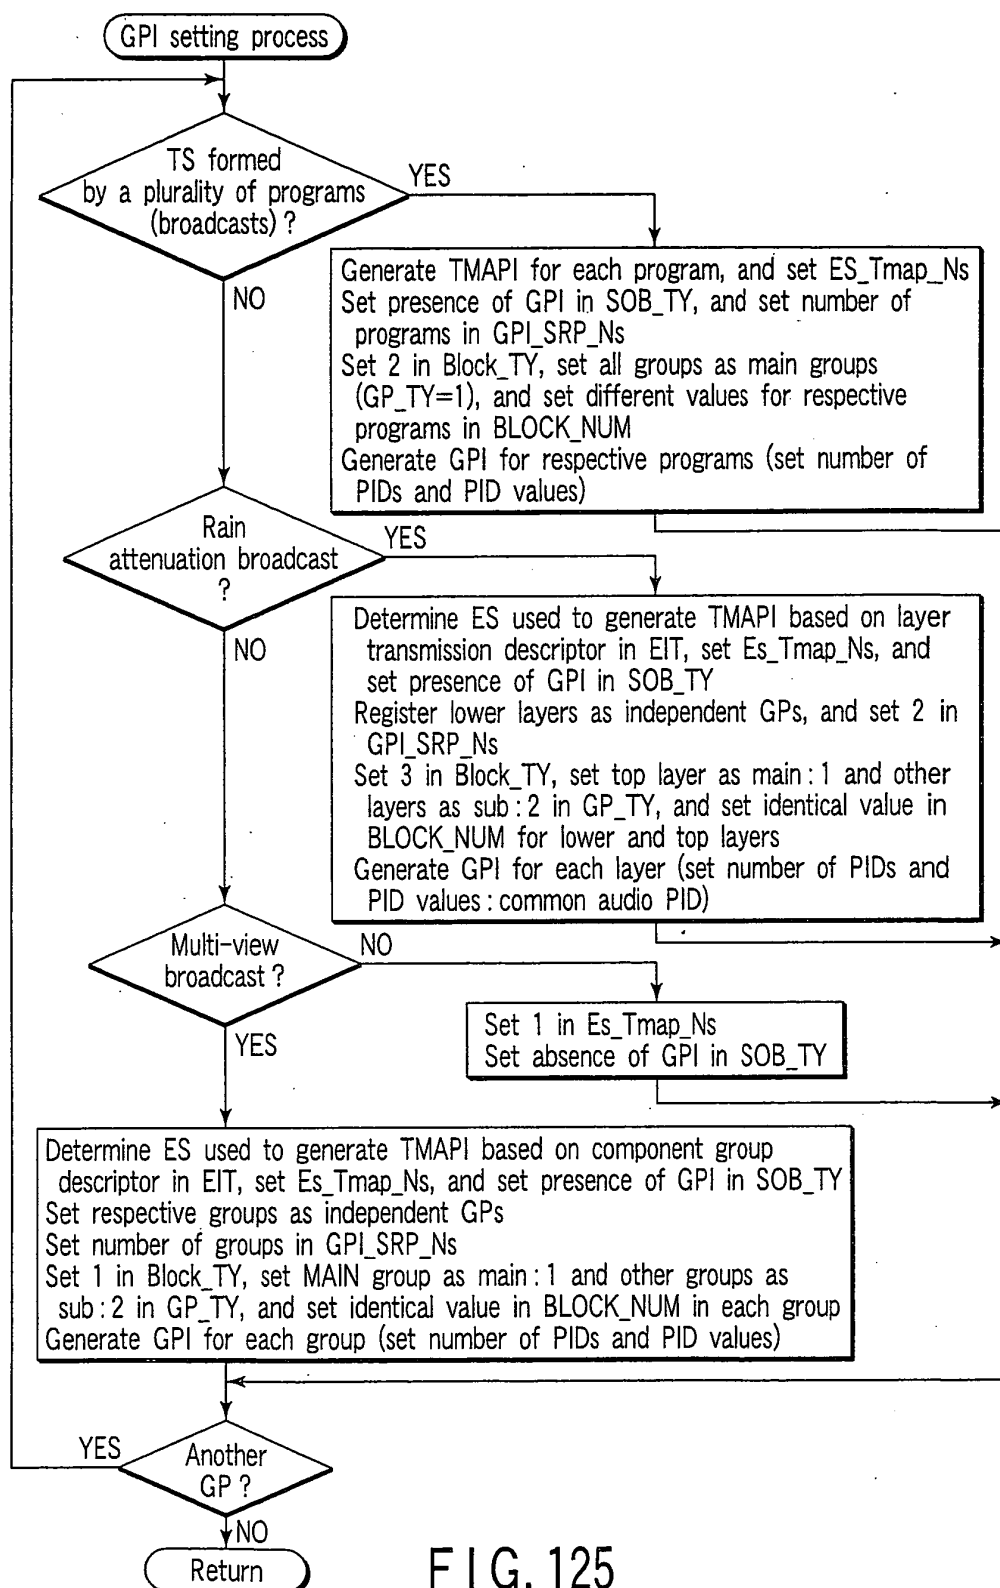 GPI setting process
TS formed
by a plurality of programs
(broadcasts) ?
YES
NO
Generate TMAPI for each program, and set ES_Tmap_Ns
Set presence of GPI in SOB_TY, and set number of
programs in GPI_SRP_Ns
Set 2 in Block_TY, set all groups as main groups
(GP_TY=1), and set different values for respective
programs in BLOCK_NUM
Generate GPI for respective programs (set number of
PIDs and PID values)
Rain
attenuation broadcast
?
YES
NO
Determine ES used to generate TMAPI based on layer
transmission descriptor in EIT, set Es_Tmap_Ns, and
set presence of GPI in SOB_TY
Register lower layers as independent GPs, and set 2 in
GPI_SRP_Ns
Set 3 in Block_TY, set top layer as main : 1 and other
layers as sub : 2 in GP_TY, and set identical value in
BLOCK_NUM for lower and top layers
Generate GPI for each layer (set number of PIDs and
PID values : common audio PID)
Multi-view
broadcast ?
NO
YES
Set 1 in Es_Tmap_Ns
Set absence of GPI in SOB_TY
Determine ES used to generate TMAPI based on component group
descriptor in EIT, set Es_Tmap_Ns, and set presence of GPI in SOB_TY
Set respective groups as independent GPs
Set number of groups in GPI_SRP_Ns
Set 1 in Block_TY, set MAIN group as main : 1 and other groups as
sub : 2 in GP_TY, and set identical value in BLOCK_NUM in each group
Generate GPI for each group (set number of PIDs and PID values)
YES
Another
GP ?
NO
Return
FIG. 125